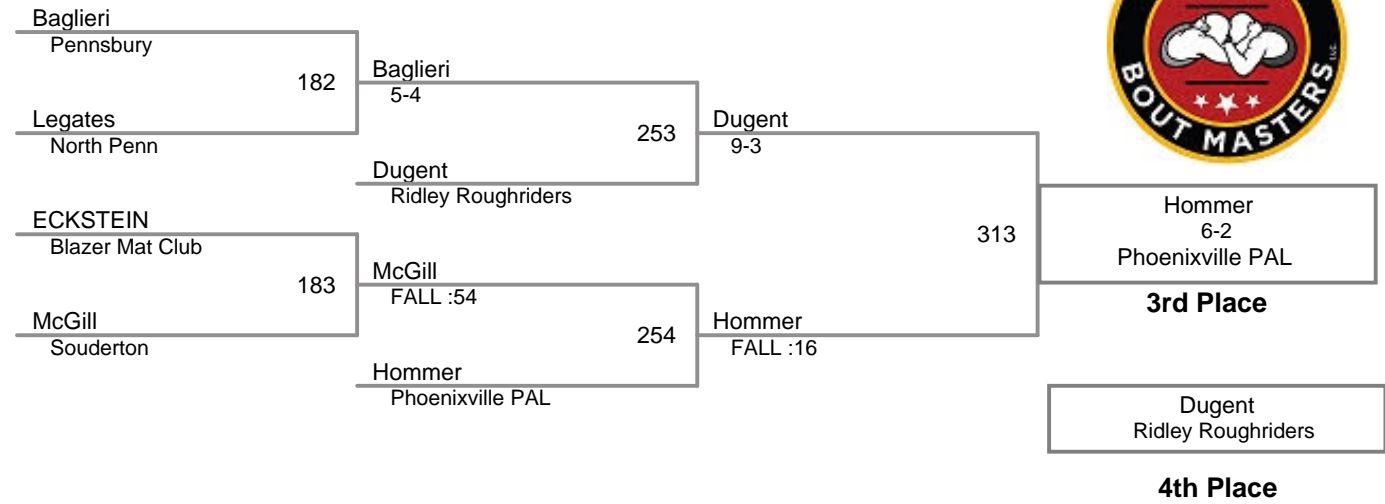 Baglieri
Pennsbury
182
Legates
North Penn
ECKSTEIN
Blazer Mat Club
183
McGill
Souderton
Baglieri
5-4
253
Dugent
Ridley Roughriders
McGill
FALL :54
254
Hommer
Phoenixville PAL
Dugent
9-3
313
Hommer
FALL :16
BOUT MASTERS
Hommer
6-2
Phoenixville PAL
3rd Place
Dugent
Ridley Roughriders
4th Place